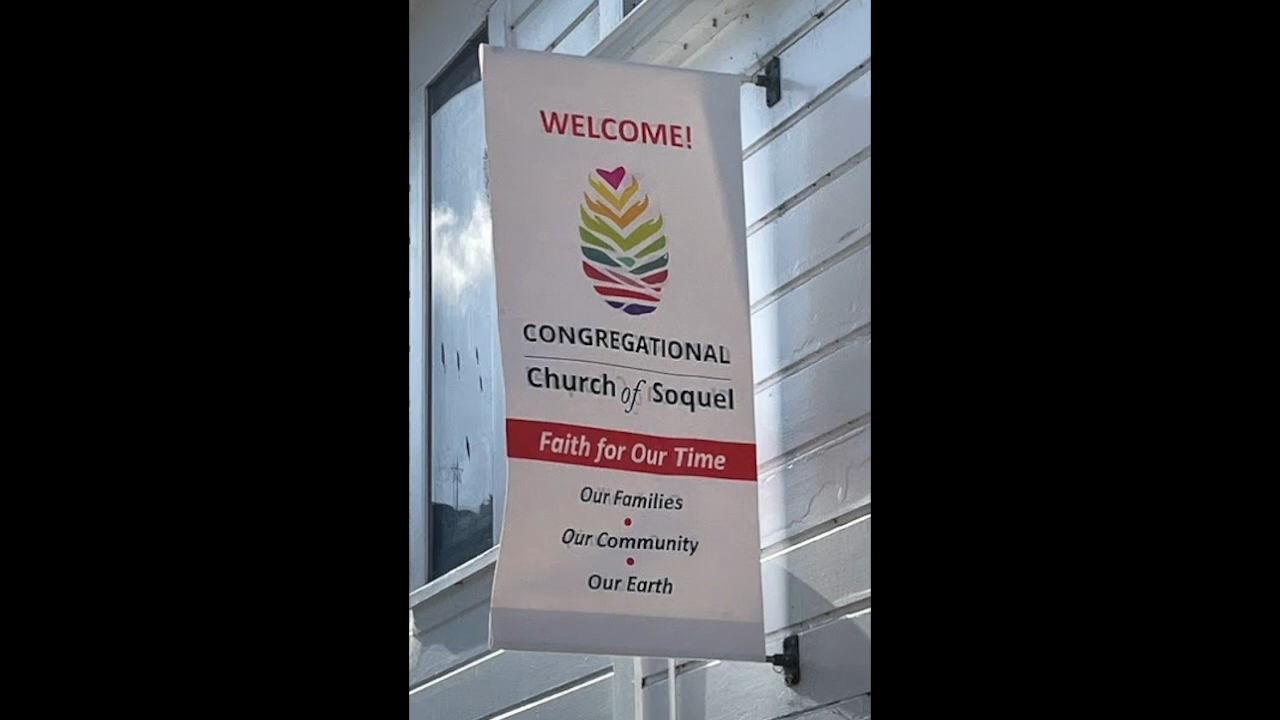 WELCOME!
CONGREGATIONAL
Church of Soquel
Faith for Our Time
Our Families
•
Our Community
•
Our Earth